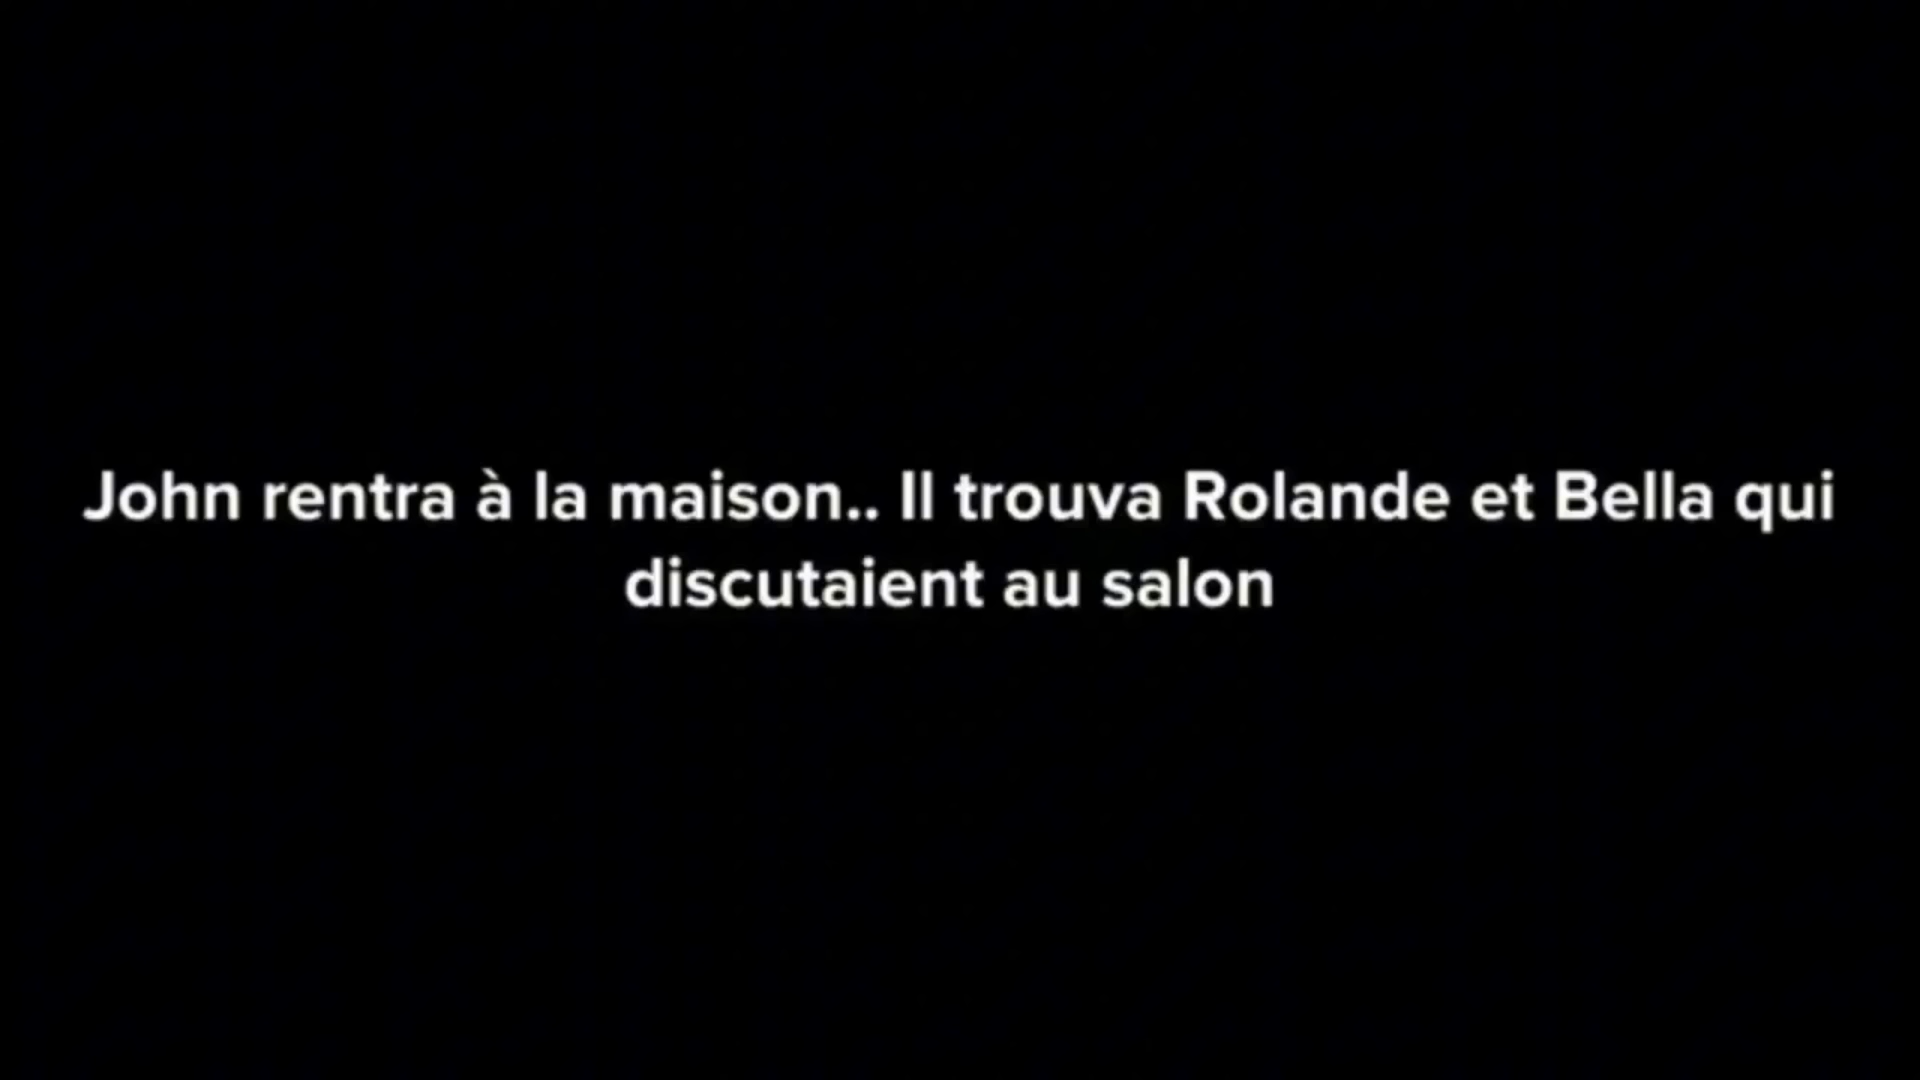 John rentra à la maison.. Il trouva Rolande et Bella qui
discutaient au salon